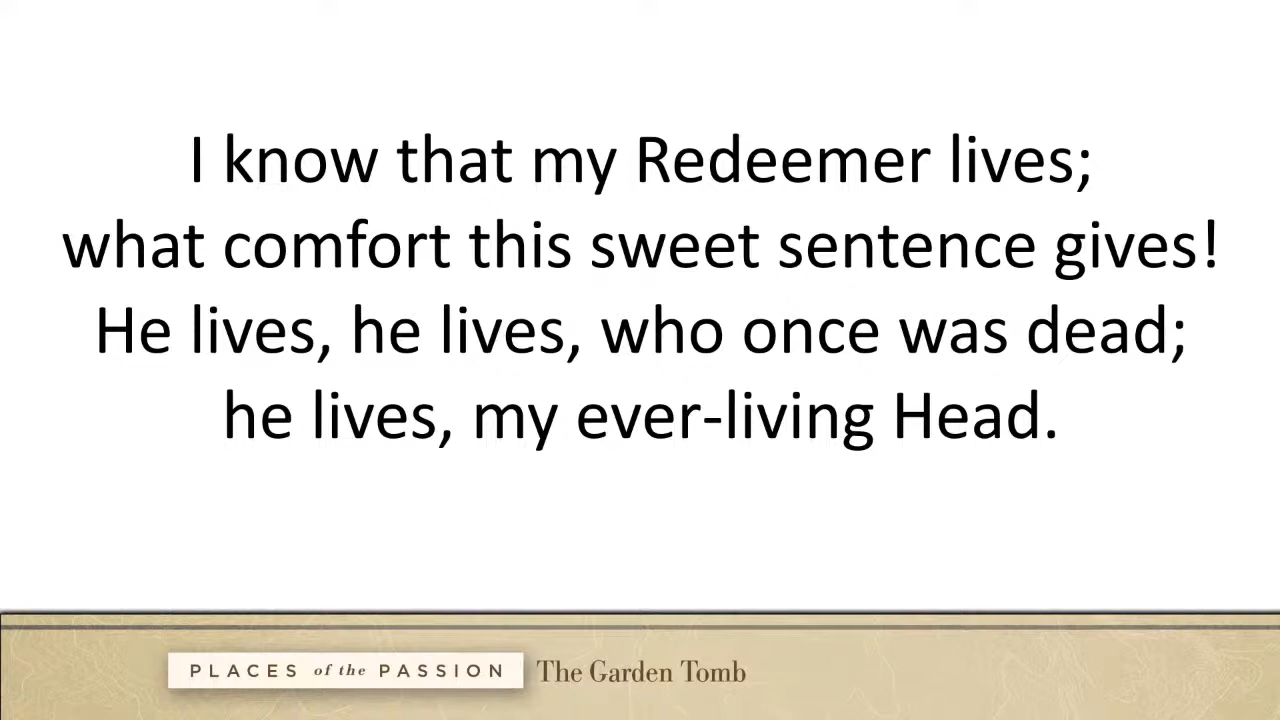 I know that my Redeemer lives;
what comfort this sweet sentence gives!
He lives, he lives, who once was dead;
he lives, my ever-living Head.
PLACES of the PASSION The Garden Tomb